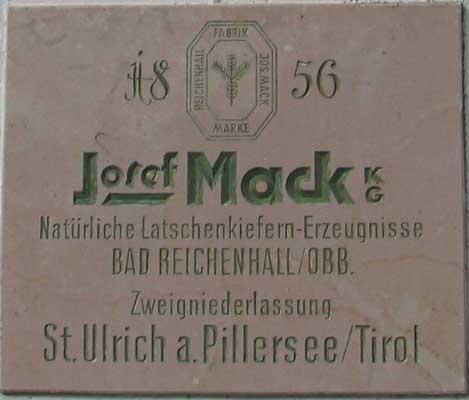 18 56
FABRIK
REICHENHALL
JOS. MACK
MARKE
Josef Mack KG
Natürliche Latschenkiefern-Erzeugnisse
BAD REICHENHALL/OBB.
Zweigniederlassung
St. Ulrich a. Pillersee/Tirol